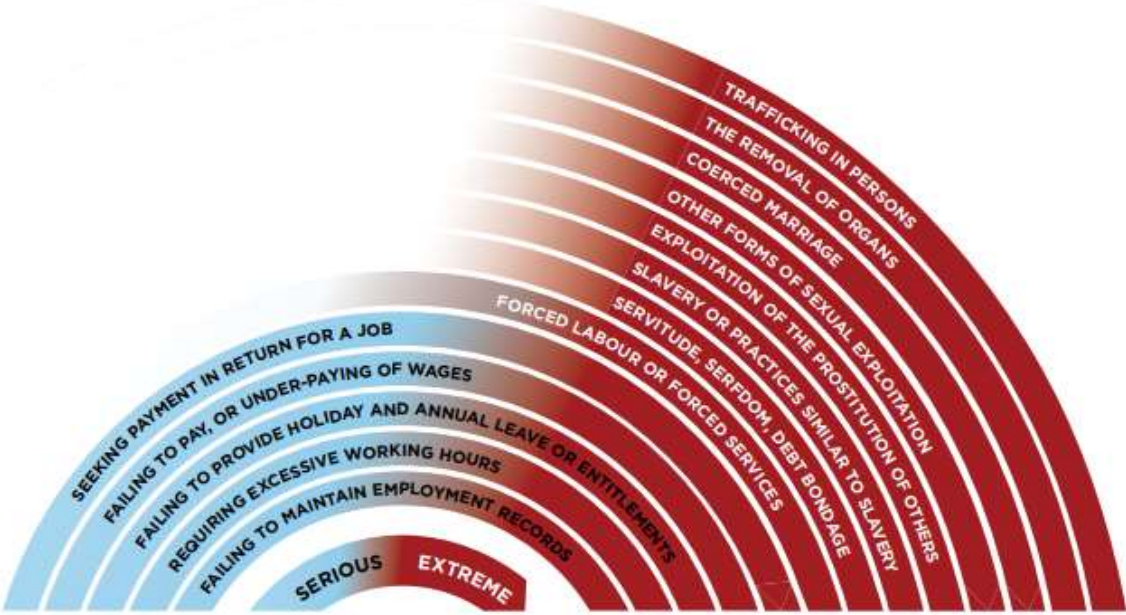 TRAFFICKING IN PERSONS
THE REMOVAL OF ORGANS
COERCED MARRIAGE
OTHER FORMS OF SEXUAL EXPLOITATION
EXPLOITATION OF THE PROSTITUTION OF OTHERS
SLAVERY OR PRACTICES SIMILAR TO SLAVERY
SERVITUDE, SERFDOM, DEBT BONDAGE
FORCED LABOUR OR FORCED SERVICES
SEEKING PAYMENT IN RETURN FOR A JOB
FAILING TO PAY, OR UNDER-PAYING OF WAGES
FAILING TO PROVIDE HOLIDAY AND ANNUAL LEAVE OR ENTITLEMENTS
REQUIRING EXCESSIVE WORKING HOURS
FAILING TO MAINTAIN EMPLOYMENT RECORDS
SERIOUS
EXTREME